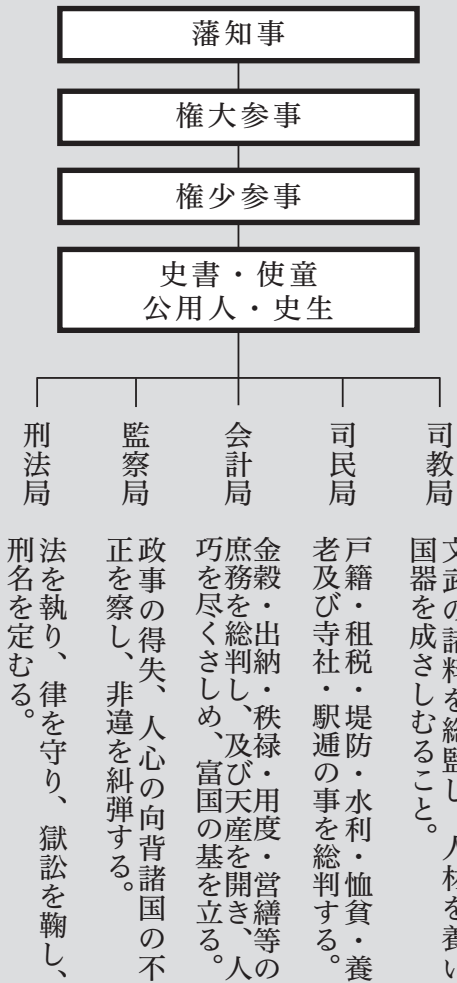 藩知事
権大参事
権少参事
史書・使童
公用人・史生
司教局
文武の諸科を総監し、人材を養い
国器を成さしむること。
司民局
戸籍・租税・堤防・水利・恤貧・養
老及び寺社・駅逓の事を総判する。
会計局
金穀・出納・秩禄・用度・営繕等の
庶務を総判し、及び天産を開き、人
巧を尽くさしめ、富国の基を立る。
監察局
政事の得失、人心の向背諸国の不
正を察し、非違を糾弾する。
刑法局
法を執り、律を守り、獄訟を鞠し、
刑名を定むる。